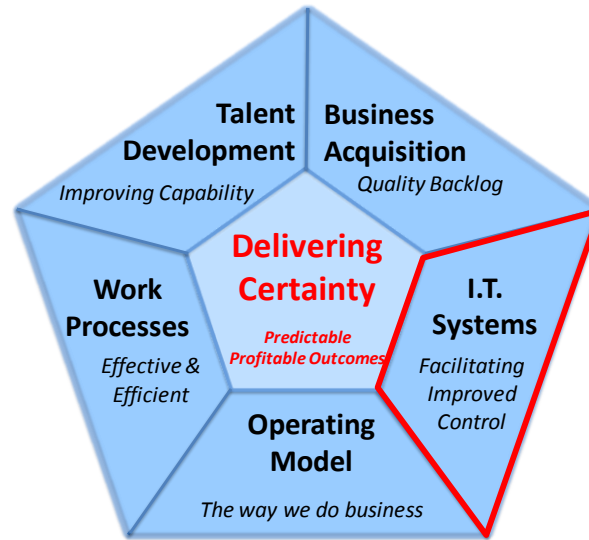 Talent
Development
Improving Capability
Business
Acquisition
Quality Backlog
Delivering
Certainty
Predictable
Profitable Outcomes
Work
Processes
Effective &
Efficient
I.T.
Systems
Facilitating
Improved
Control
Operating
Model
The way we do business